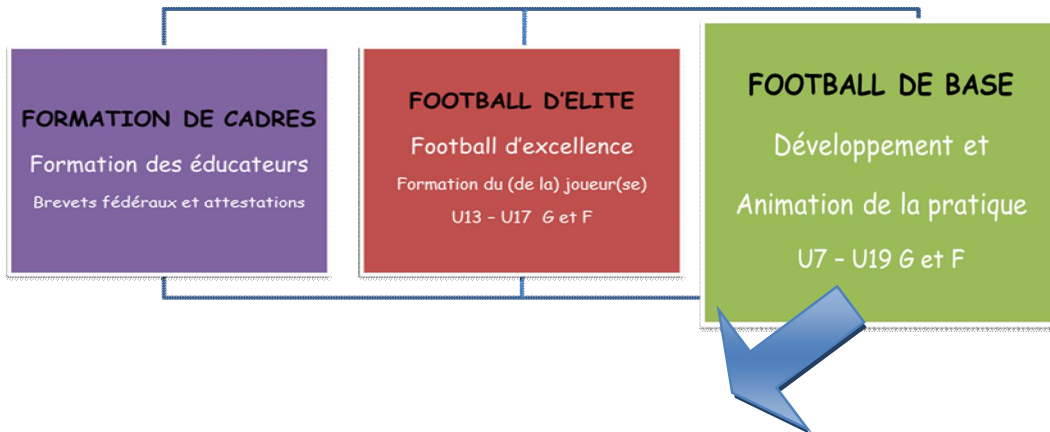 FORMATION DE CADRES
Formation des éducateurs
Brevets fédéraux et attestations
FOOTBALL D'ELITE
Football d'excellence
Formation du (de la) joueur(se)
U13 – U17 G et F
FOOTBALL DE BASE
Développement et
Animation de la pratique
U7 – U19 G et F